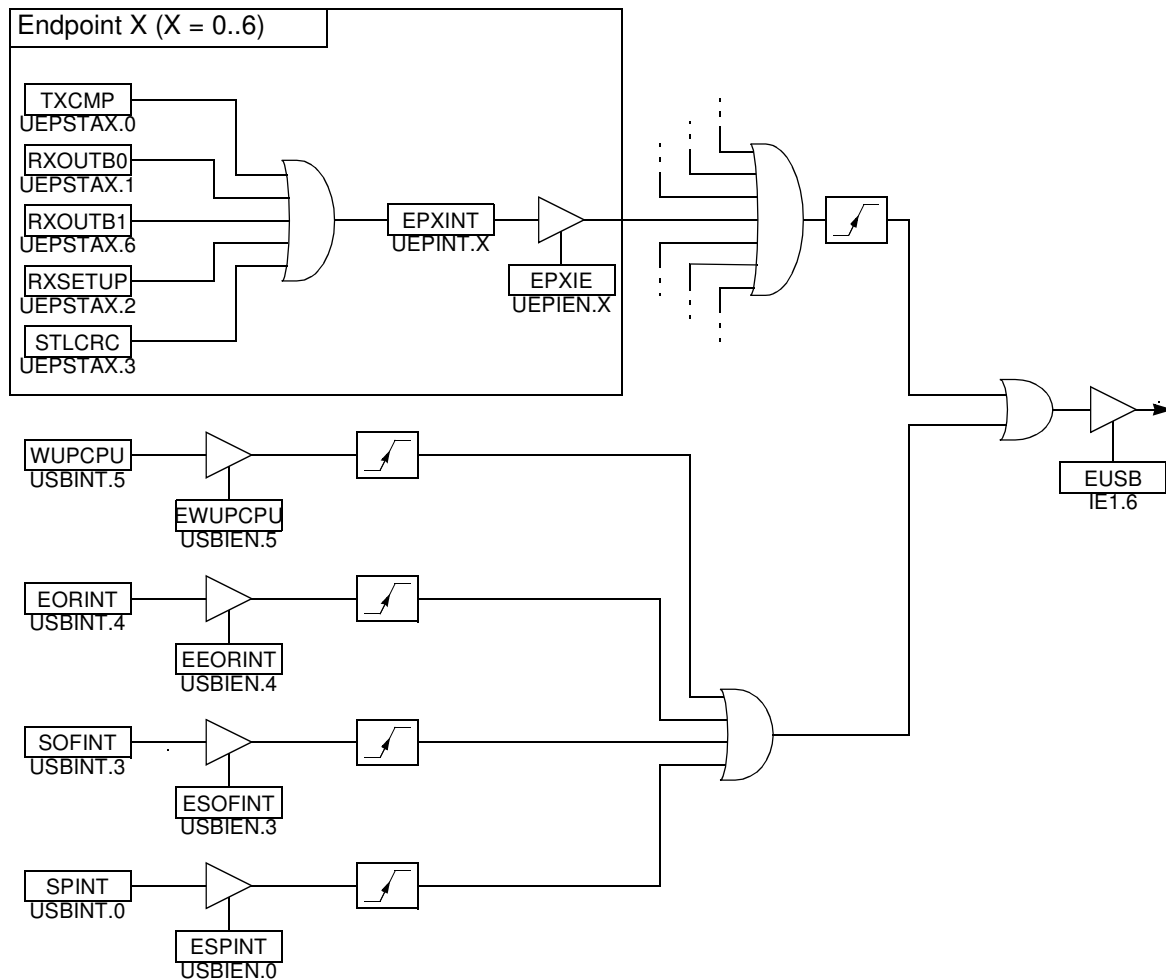 Endpoint X (X = 0..6)
TXCMP
UEPSTAX.0
RXOUTB0
UEPSTAX.1
RXOUTB1
UEPSTAX.6
RXSETUP
UEPSTAX.2
STLCRC
UEPSTAX.3
EPXINT
UEPINT.X
EPXIE
UEPIEN.X
WUPCPU
USBINT.5
EWUPCPU
USBIEN.5
EUSB
IE1.6
EORINT
USBINT.4
EEORINT
USBIEN.4
SOFINT
USBINT.3
ESOFINT
USBIEN.3
SPINT
USBINT.0
ESPINT
USBIEN.0